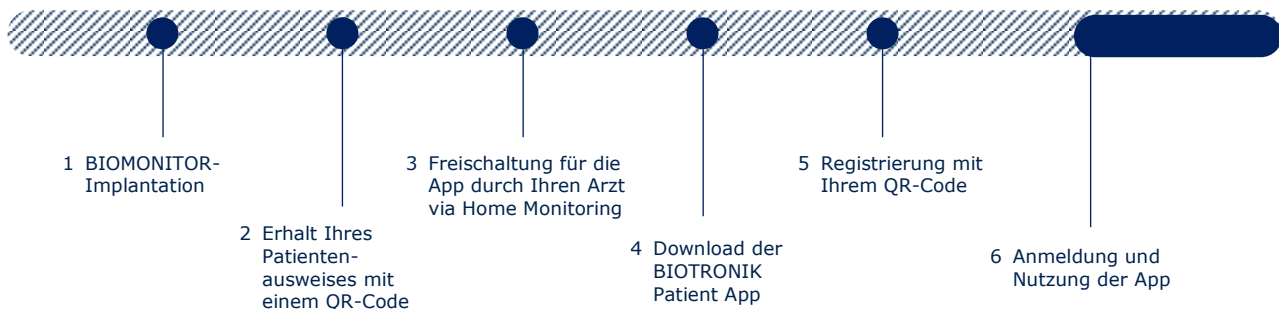 1 BIOMONITOR-
Implantation
2 Erhalt Ihres
Patienten-
ausweises mit
einem QR-Code
3 Freischaltung für die
App durch Ihren Arzt
via Home Monitoring
4 Download der
BIOTRONIK
Patient App
5 Registrierung mit
Ihrem QR-Code
6 Anmeldung und
Nutzung der App